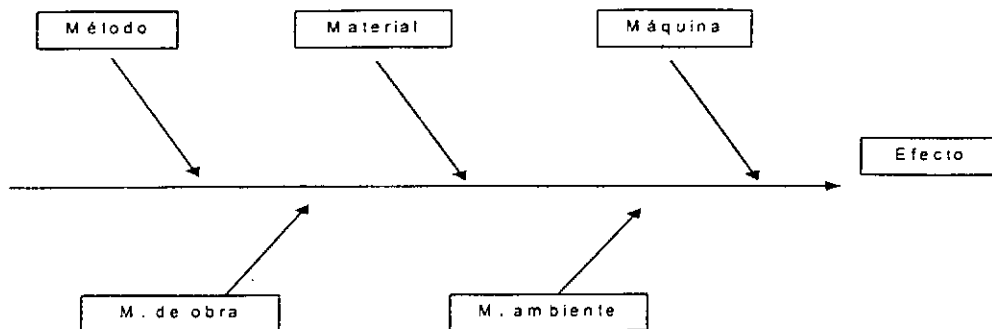 Mélodo
Material
Máquina
Efecto
M. de obra
M. ambiente